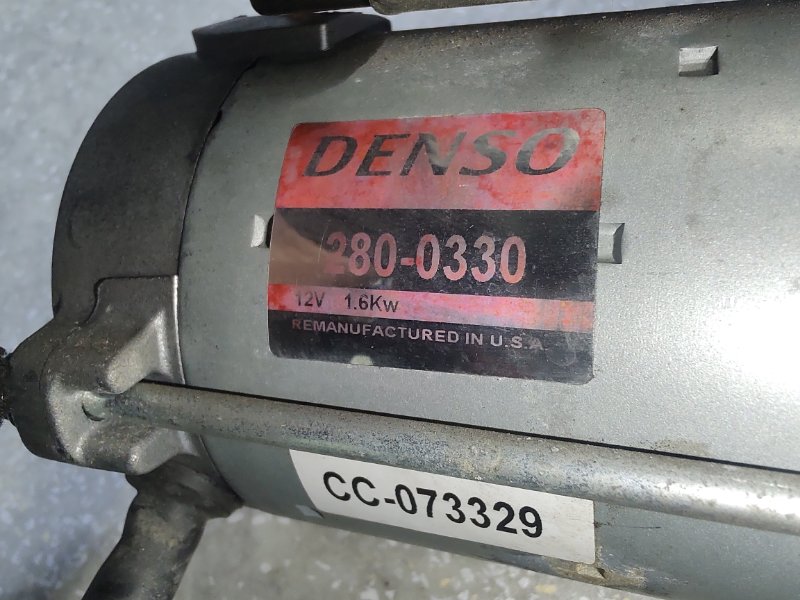 DENSO
280-0330
12V 1.6Kw
REMANUFACTURED IN U.S.A
CC-073329